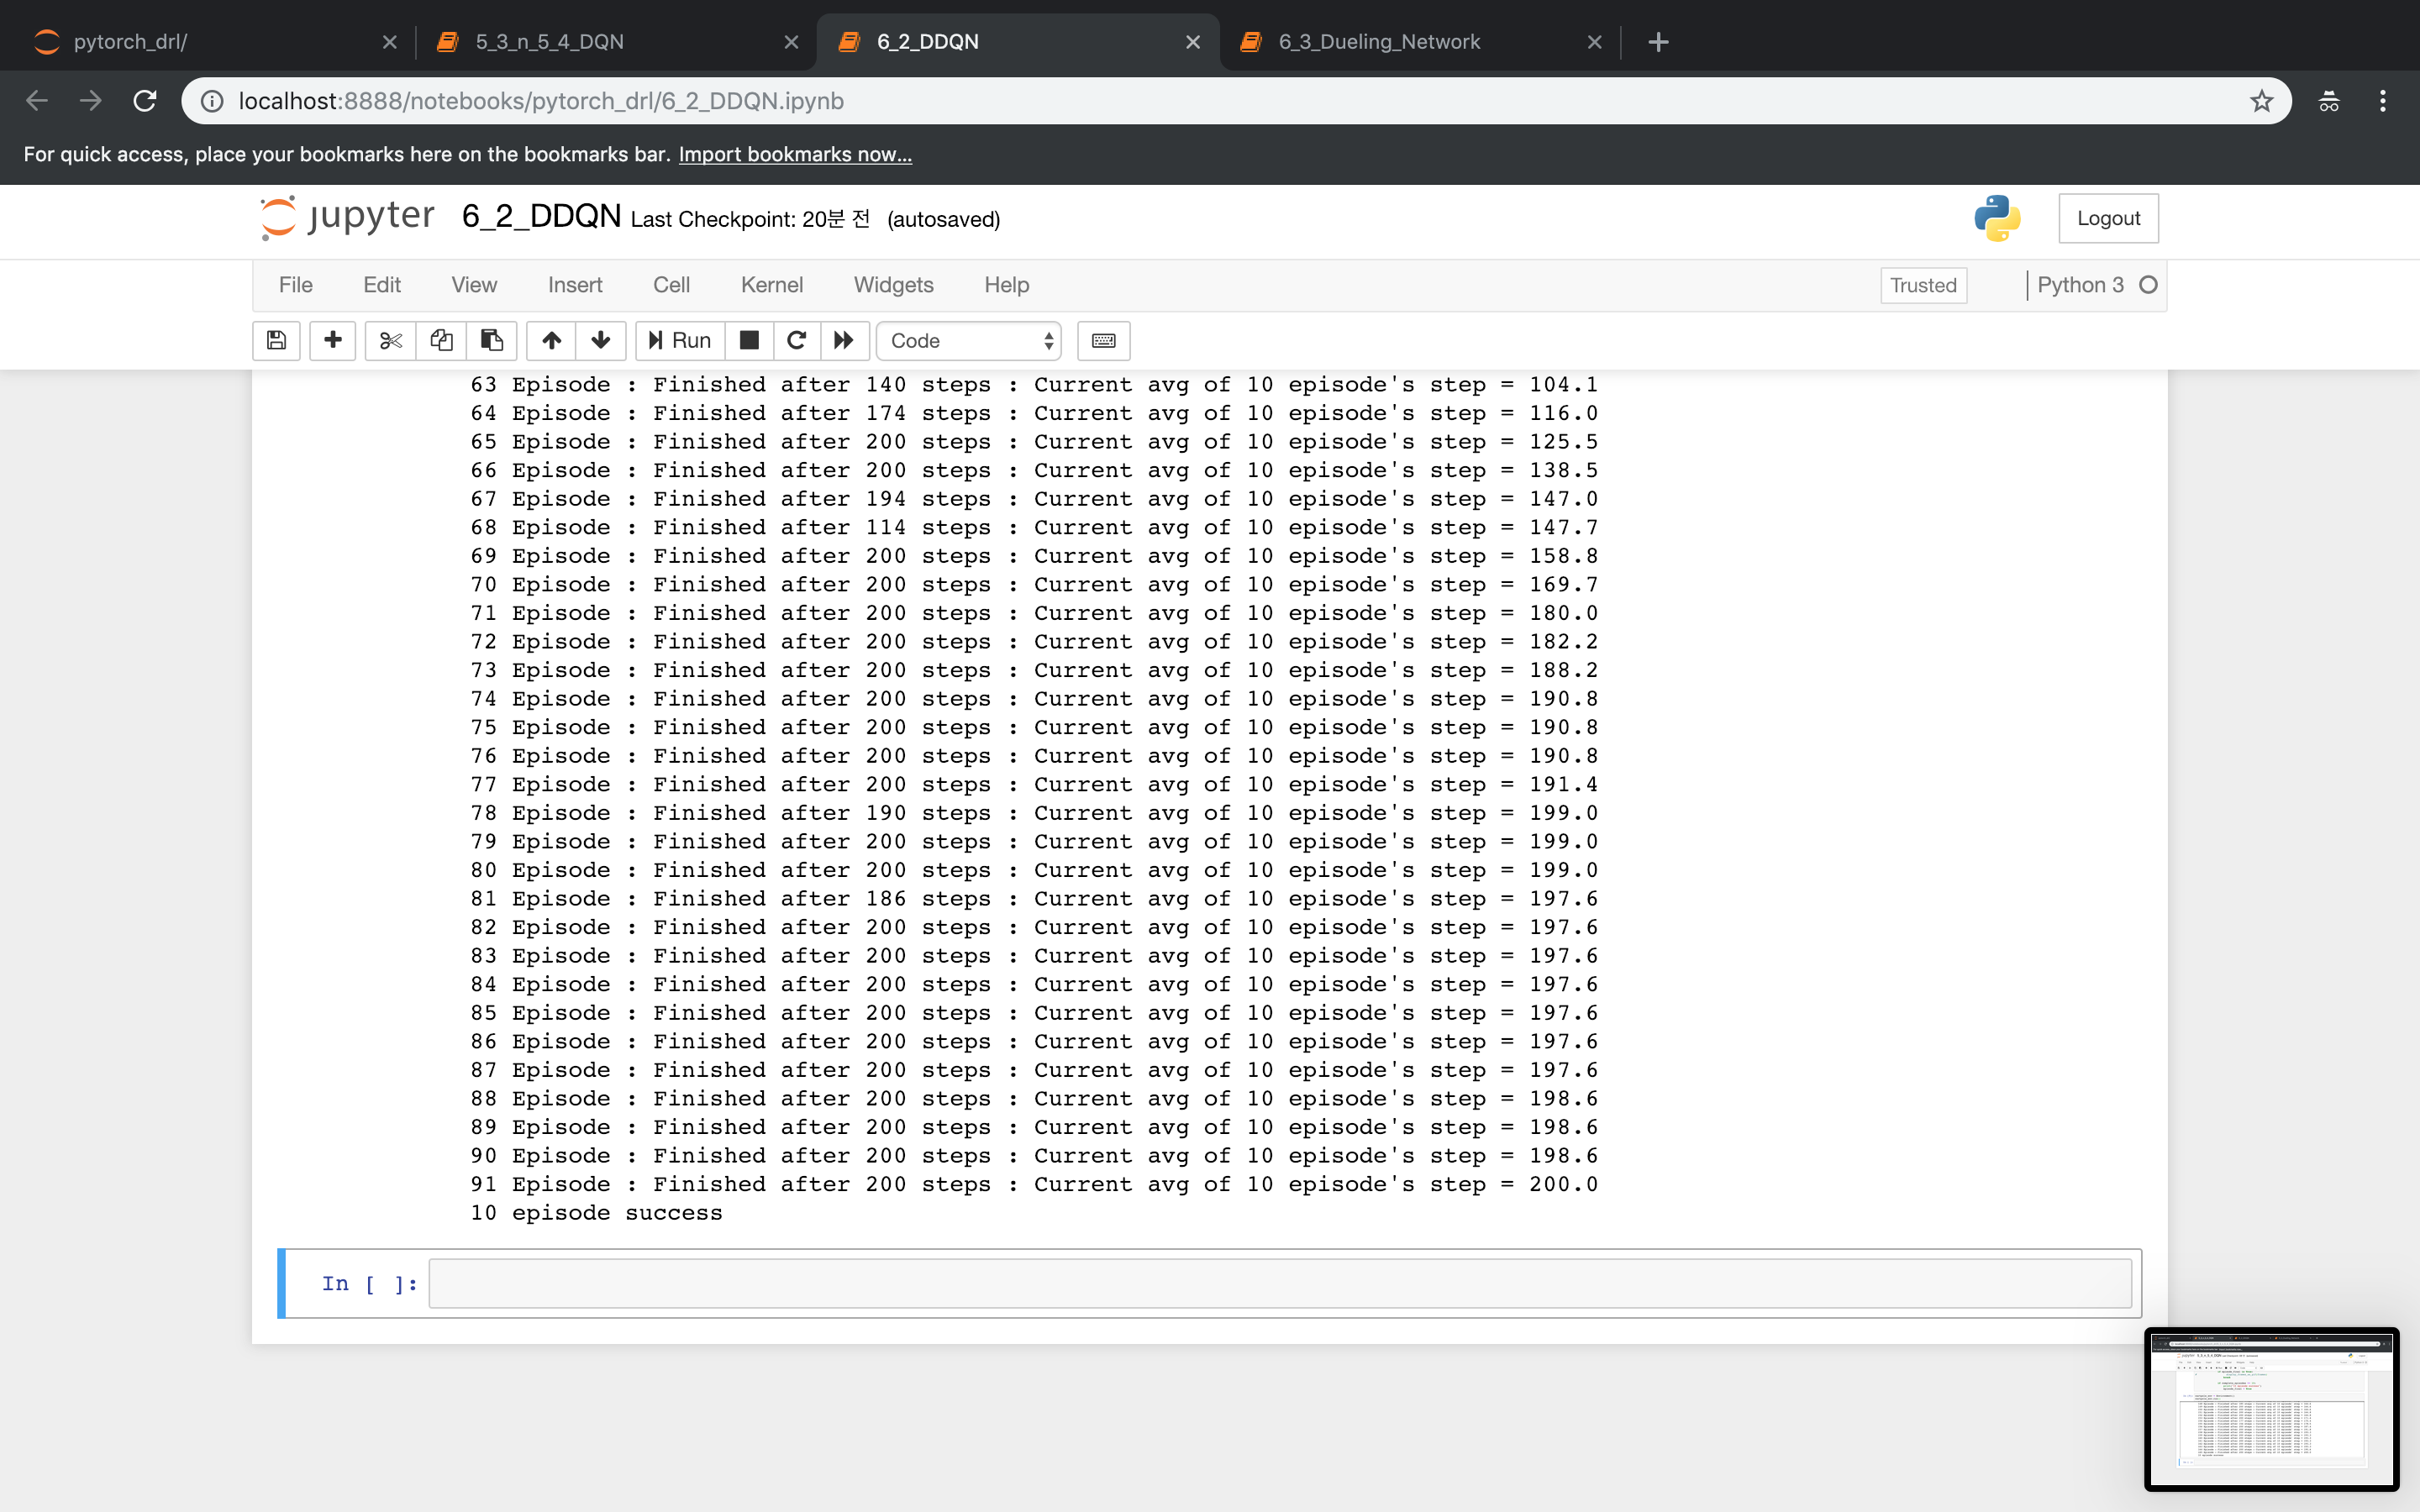 pytorch_drl/
5_3_n_5_4_DQN
6_2_DDQN
6_3_Dueling_Network
localhost:8888/notebooks/pytorch_drl/6_2_DDQN.ipynb
For quick access, place your bookmarks here on the bookmarks bar. Import bookmarks now...
jupyter 6_2_DDQN Last Checkpoint: 20분 전 (autosaved)
Logout
File Edit View Insert Cell Kernel Widgets Help
Trusted
Python 3
Run
Code
63 Episode : Finished after 140 steps : Current avg of 10 episode's step = 104.1
64 Episode : Finished after 174 steps : Current avg of 10 episode's step = 116.0
65 Episode : Finished after 200 steps : Current avg of 10 episode's step = 125.5
66 Episode : Finished after 200 steps : Current avg of 10 episode's step = 138.5
67 Episode : Finished after 194 steps : Current avg of 10 episode's step = 147.0
68 Episode : Finished after 114 steps : Current avg of 10 episode's step = 147.7
69 Episode : Finished after 200 steps : Current avg of 10 episode's step = 158.8
70 Episode : Finished after 200 steps : Current avg of 10 episode's step = 169.7
71 Episode : Finished after 200 steps : Current avg of 10 episode's step = 180.0
72 Episode : Finished after 200 steps : Current avg of 10 episode's step = 182.2
73 Episode : Finished after 200 steps : Current avg of 10 episode's step = 188.2
74 Episode : Finished after 200 steps : Current avg of 10 episode's step = 190.8
75 Episode : Finished after 200 steps : Current avg of 10 episode's step = 190.8
76 Episode : Finished after 200 steps : Current avg of 10 episode's step = 190.8
77 Episode : Finished after 200 steps : Current avg of 10 episode's step = 191.4
78 Episode : Finished after 190 steps : Current avg of 10 episode's step = 199.0
79 Episode : Finished after 200 steps : Current avg of 10 episode's step = 199.0
80 Episode : Finished after 200 steps : Current avg of 10 episode's step = 199.0
81 Episode : Finished after 186 steps : Current avg of 10 episode's step = 197.6
82 Episode : Finished after 200 steps : Current avg of 10 episode's step = 197.6
83 Episode : Finished after 200 steps : Current avg of 10 episode's step = 197.6
84 Episode : Finished after 200 steps : Current avg of 10 episode's step = 197.6
85 Episode : Finished after 200 steps : Current avg of 10 episode's step = 197.6
86 Episode : Finished after 200 steps : Current avg of 10 episode's step = 197.6
87 Episode : Finished after 200 steps : Current avg of 10 episode's step = 197.6
88 Episode : Finished after 200 steps : Current avg of 10 episode's step = 198.6
89 Episode : Finished after 200 steps : Current avg of 10 episode's step = 198.6
90 Episode : Finished after 200 steps : Current avg of 10 episode's step = 198.6
91 Episode : Finished after 200 steps : Current avg of 10 episode's step = 200.0
10 episode success
In [ ]: